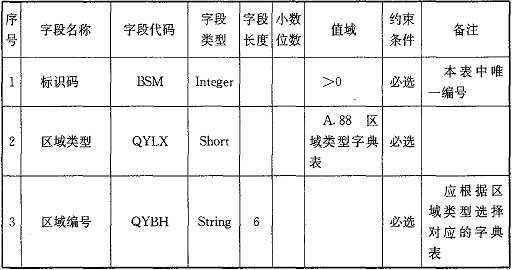 序号 字段名称 字段代码 字段类型 字段长度 小数位数 值域 约束条件 备注
1 标识码 BSM Integer >0 必选 本表中唯一编号
2 区域类型 QYLX Short A.88 区域类型字典表 必选
3 区域编号 QYBH String 6 必选 应根据区域类型选择对应的字典表